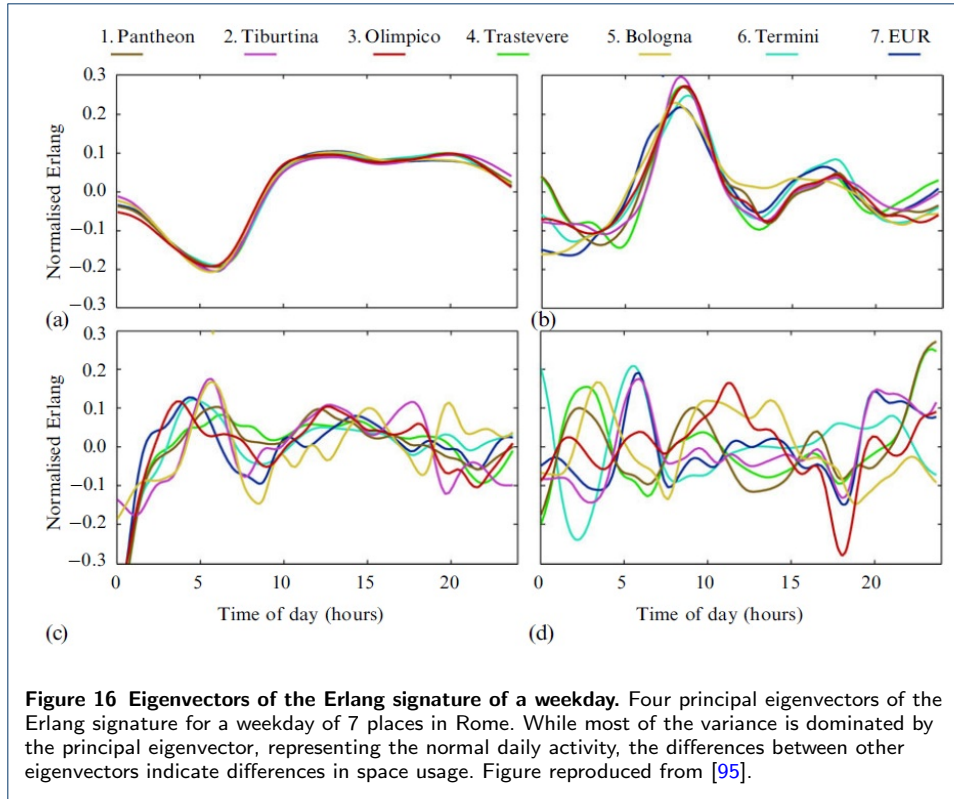 1. Pantheon 2. Tiburtina 3. Olimpico 4. Trastevere 5. Bologna 6. Termini 7. EUR
0.3
0.2
0.1
0.0
−0.1
−0.2
−0.3
Normalised Erlang
(a) (b)
0.3
0.2
0.1
0.0
−0.1
−0.2
−0.3
Normalised Erlang
0 5 10 15 20 0 5 10 15 20
Time of day (hours) Time of day (hours)
(c) (d)
Figure 16 Eigenvectors of the Erlang signature of a weekday. Four principal eigenvectors of the
Erlang signature for a weekday of 7 places in Rome. While most of the variance is dominated by
the principal eigenvector, representing the normal daily activity, the differences between other
eigenvectors indicate differences in space usage. Figure reproduced from [95].